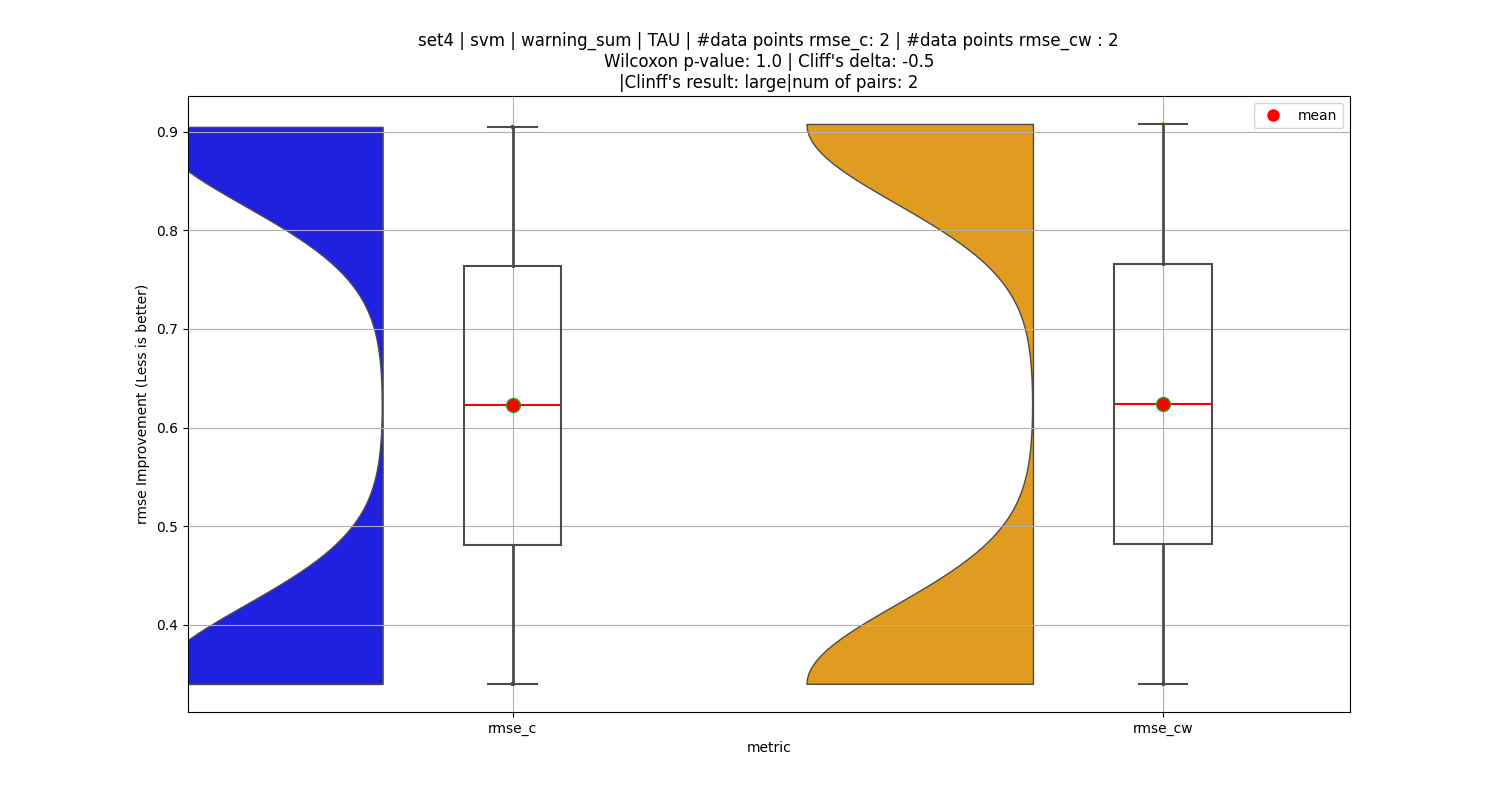 set4 | svm | warning_sum | TAU | #data points rmse_c: 2 | #data points rmse_cw : 2
Wilcoxon p-value: 1.0 | Cliff's delta: -0.5
|Clinff's result: large|num of pairs: 2
mean
0.9
0.8
0.7
0.6
0.5
0.4
rmse Improvement (Less is better)
rmse_c
rmse_cw
metric